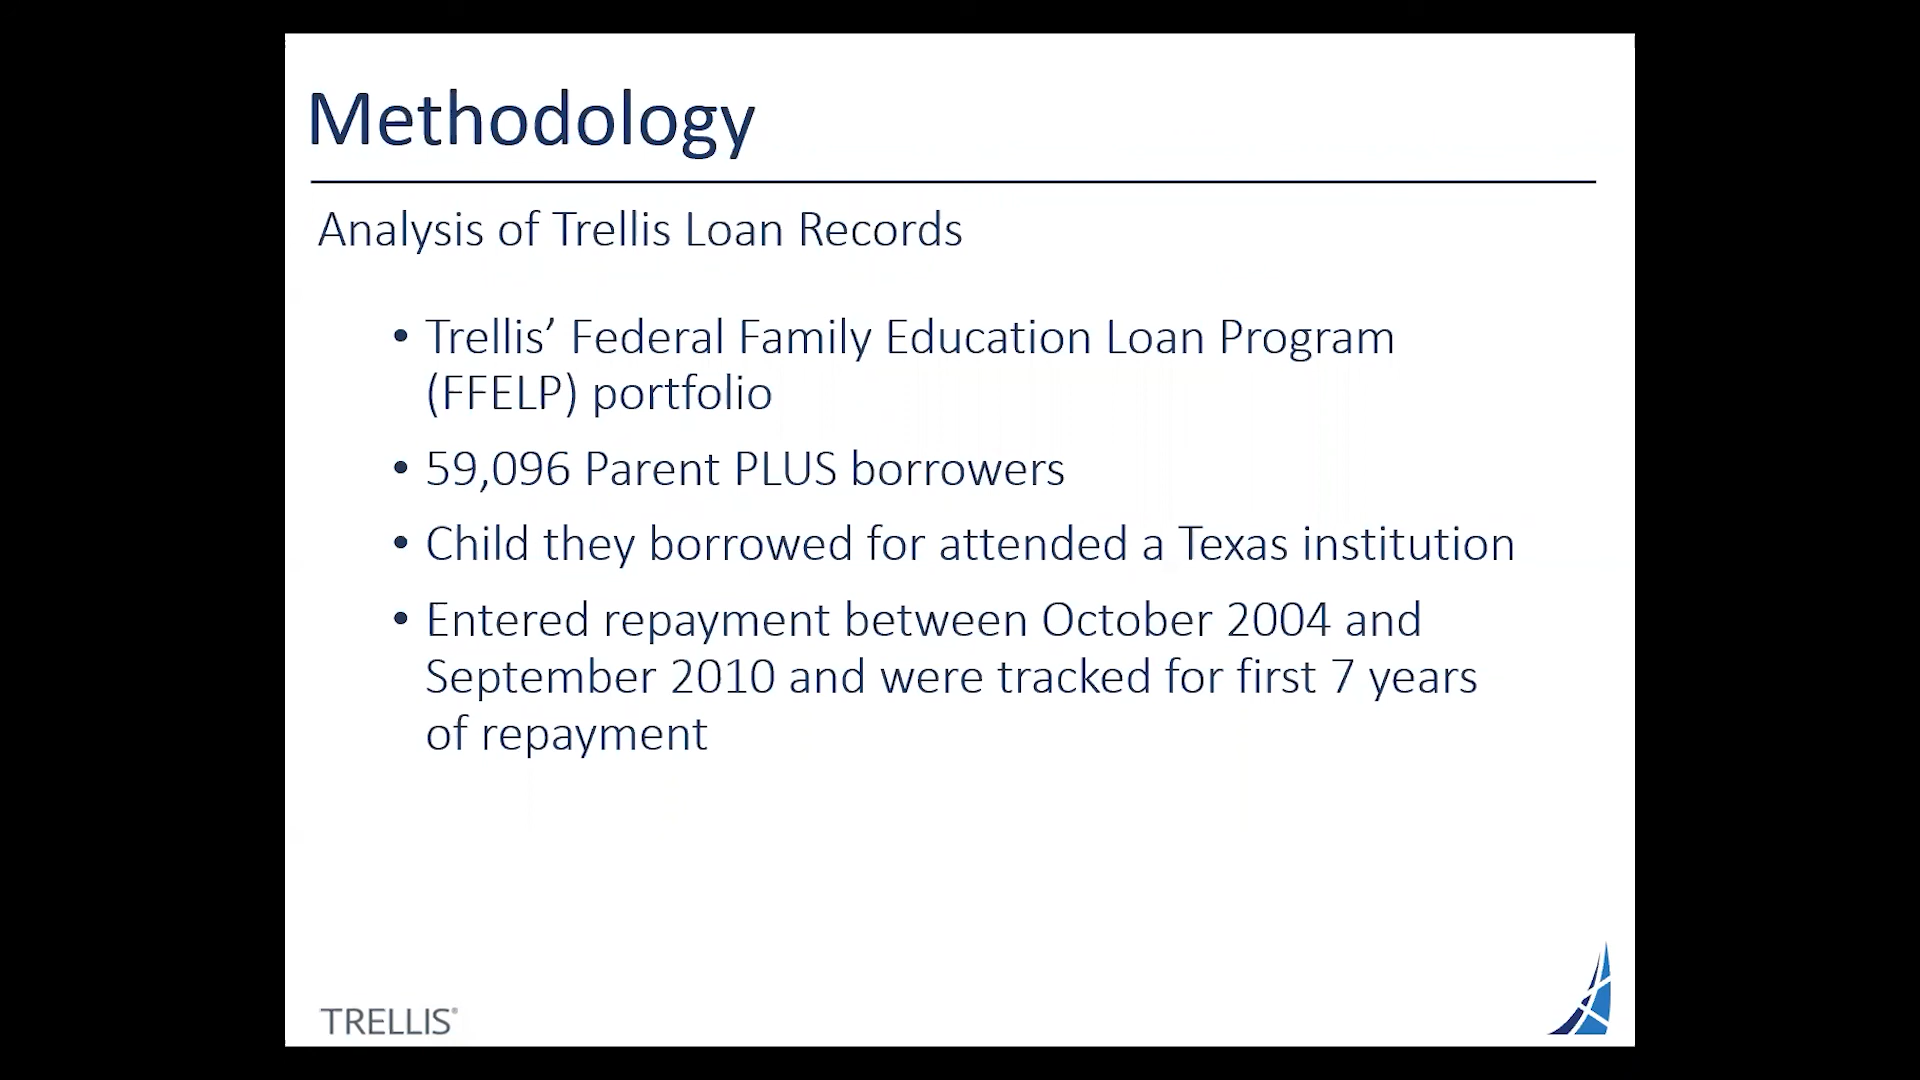 Methodology
Analysis of Trellis Loan Records
• Trellis’ Federal Family Education Loan Program
(FFELP) portfolio
• 59,096 Parent PLUS borrowers
• Child they borrowed for attended a Texas institution
• Entered repayment between October 2004 and
September 2010 and were tracked for first 7 years
of repayment
TRELLIS®